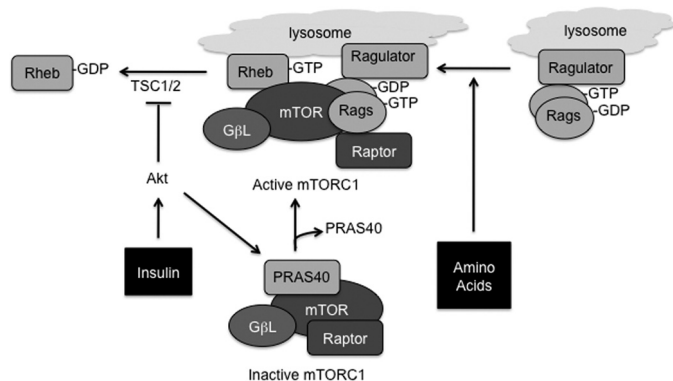 lysosome
lysosome
Rheb
-GDP
TSC1/2
Rheb
-GTP
Ragulator
-GDP
-GTP
Rags
mTOR
GβL
Raptor
Ragulator
-GTP
-GDP
Rags
Akt
Active mTORC1
PRAS40
Insulin
PRAS40
mTOR
GβL
Raptor
Amino
Acids
Inactive mTORC1